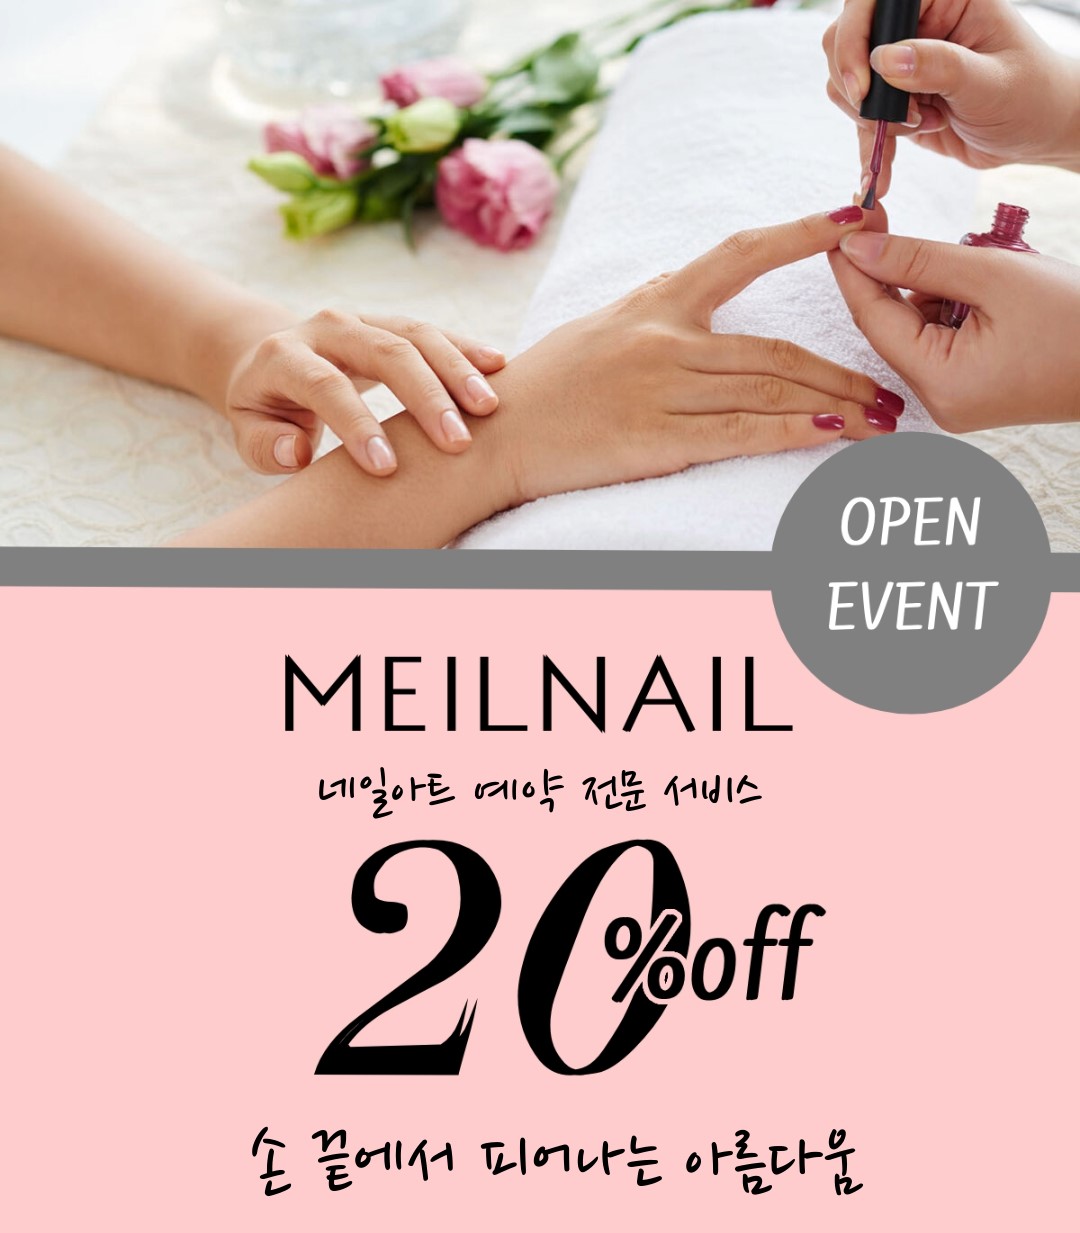 OPEN
EVENT
MEILNAIL
네일아트 예약 전문 서비스
20%off
손 끝에서 피어나는 아름다움